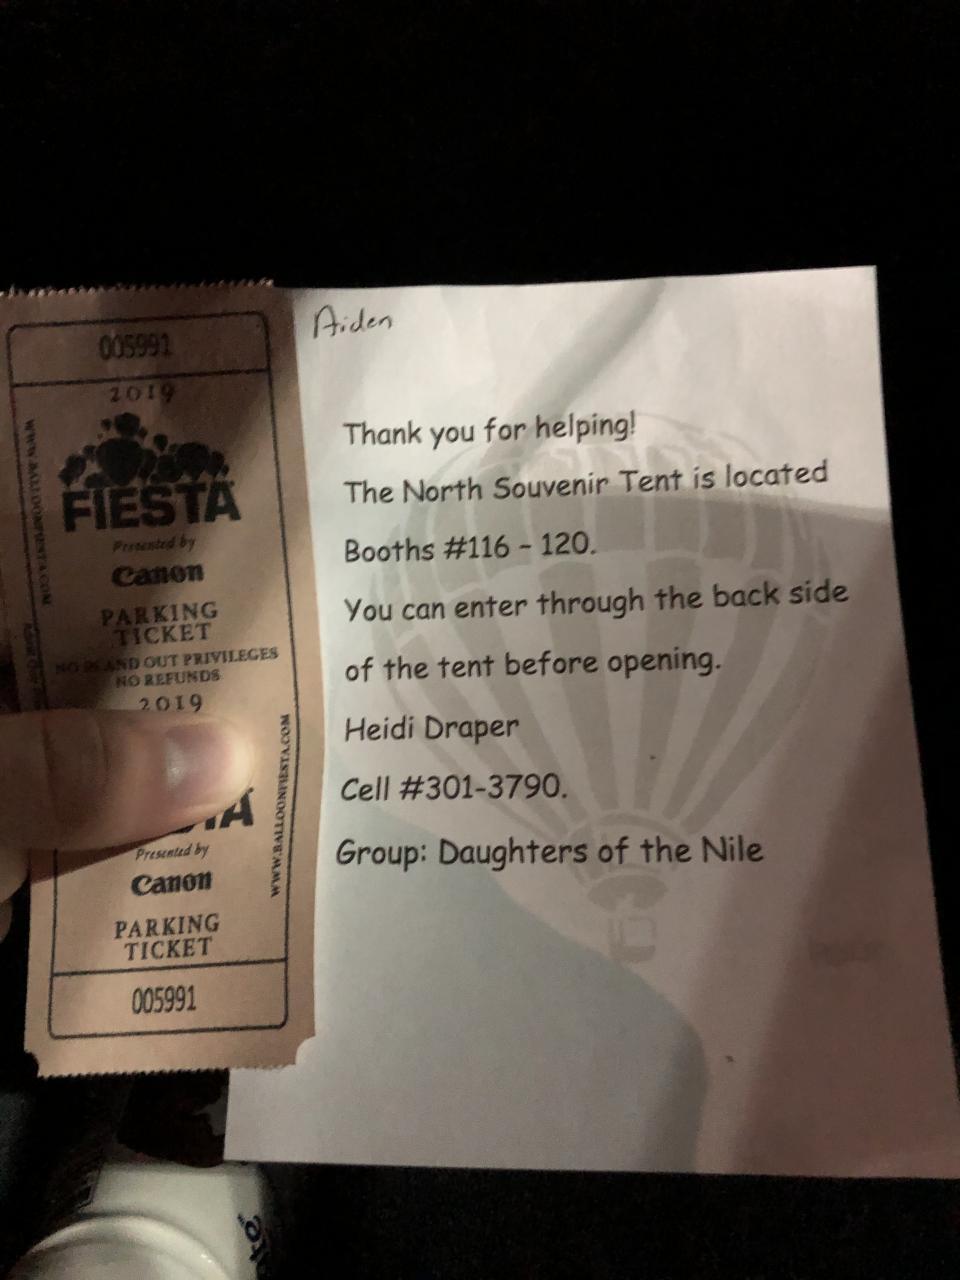 005991
2019
WWW.BALLOONFIESTA.COM
FIESTA
Presented by
Canon
PARKING
TICKET
NO IN AND OUT PRIVILEGES
NO REFUNDS
2019
WWW.BALLOONFIESTA.COM
Presented by
Canon
PARKING
TICKET
005991
Aiden
Thank you for helping!
The North Souvenir Tent is located
Booths #116 - 120.
You can enter through the back side
of the tent before opening.
Heidi Draper
Cell #301-3790.
Group: Daughters of the Nile